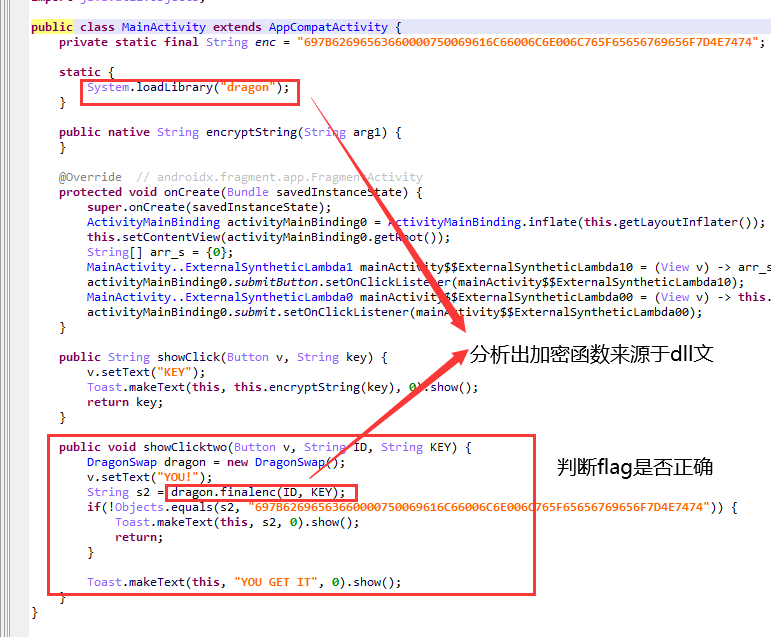 public class MainActivity extends AppCompatActivity {
private static final String enc = "697B62696563660000750069616C66006C6E006C765F65656769656F7D4E7474";
static {
System.loadLibrary("dragon");
}
public native String encryptString(String arg1) {
}
@Override // androidx.fragment.app.FragmentActivity
protected void onCreate(Bundle savedInstanceState) {
super.onCreate(savedInstanceState);
ActivityMainBinding activityMainBinding0 = ActivityMainBinding.inflate(this.getLayoutInflater());
this.setContentView(activityMainBinding0.getRoot());
String[] arr_s = {0};
MainActivity..ExternalSyntheticLambda1 mainActivity$$ExternalSyntheticLambda10 = (View v) -> arr_s
activityMainBinding0.submitButton.setOnClickListener(mainActivity$$ExternalSyntheticLambda10);
MainActivity..ExternalSyntheticLambda0 mainActivity$$ExternalSyntheticLambda00 = (View v) -> this.
activityMainBinding0.submit.setOnClickListener(mainActivity$$ExternalSyntheticLambda00);
}
分析出加密函数来源于dll文
public String showClick(Button v, String key) {
v.setText("KEY");
Toast.makeText(this, this.encryptString(key), 0).show();
return key;
}
public void showClicktwo(Button v, String ID, String KEY) {
DragonSwap dragon = new DragonSwap();
v.setText("YOU!");
判断flag是否正确
String s2 = dragon.finalenc(ID, KEY);
if(!Objects.equals(s2, "697B62696563660000750069616C66006C6E006C765F65656769656F7D4E7474")) {
Toast.makeText(this, s2, 0).show();
return;
}
Toast.makeText(this, "YOU GET IT", 0).show();
}
}